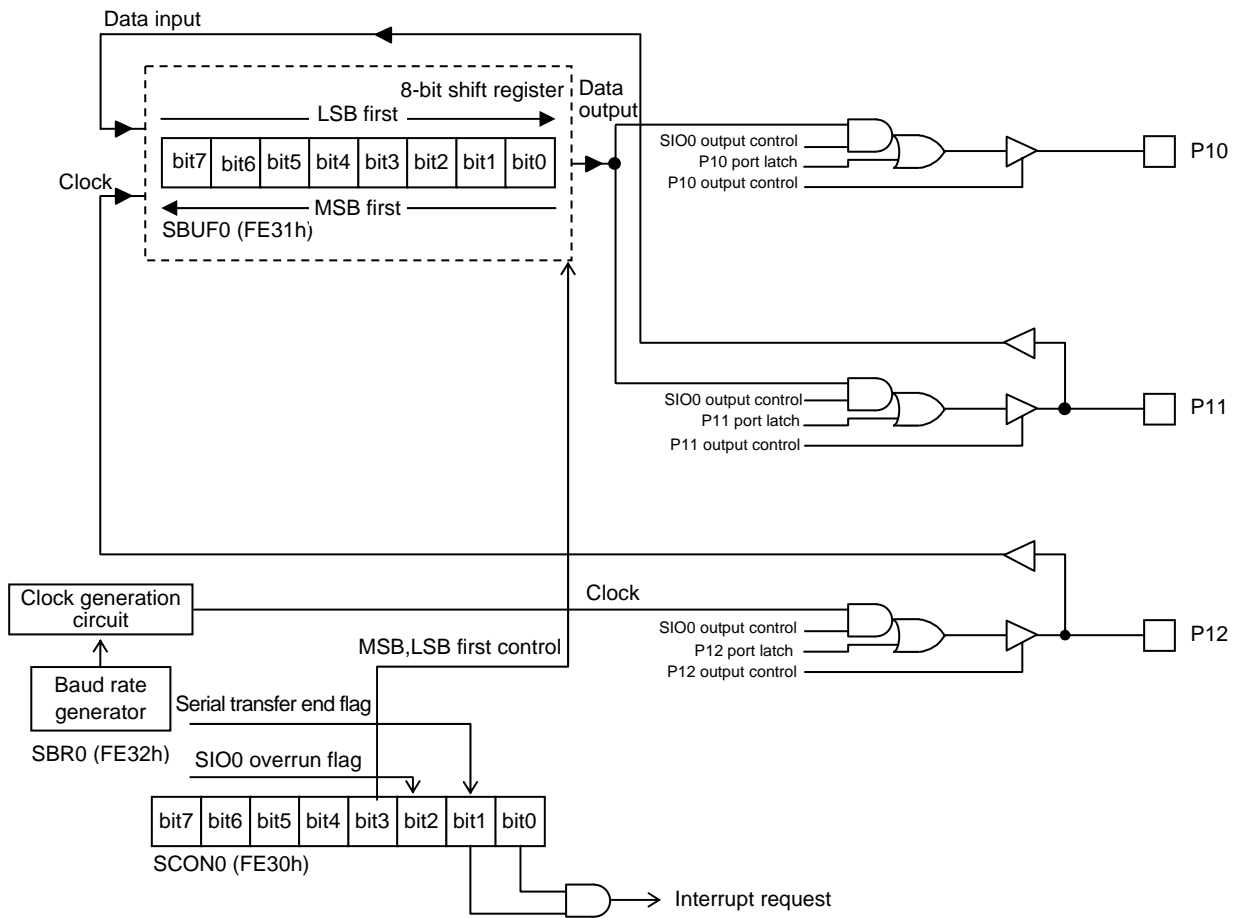 Data input
8-bit shift register
Data
output
LSB first
bit7 bit6 bit5 bit4 bit3 bit2 bit1 bit0
MSB first
SBUF0 (FE31h)
Clock
SIO0 output control
P10 port latch
P10 output control
P10
SIO0 output control
P11 port latch
P11 output control
P11
Clock generation
circuit
Clock
SIO0 output control
P12 port latch
P12 output control
P12
MSB,LSB first control
Baud rate
generator
SBR0 (FE32h)
Serial transfer end flag
SIO0 overrun flag
bit7 bit6 bit5 bit4 bit3 bit2 bit1 bit0
SCON0 (FE30h)
Interrupt request